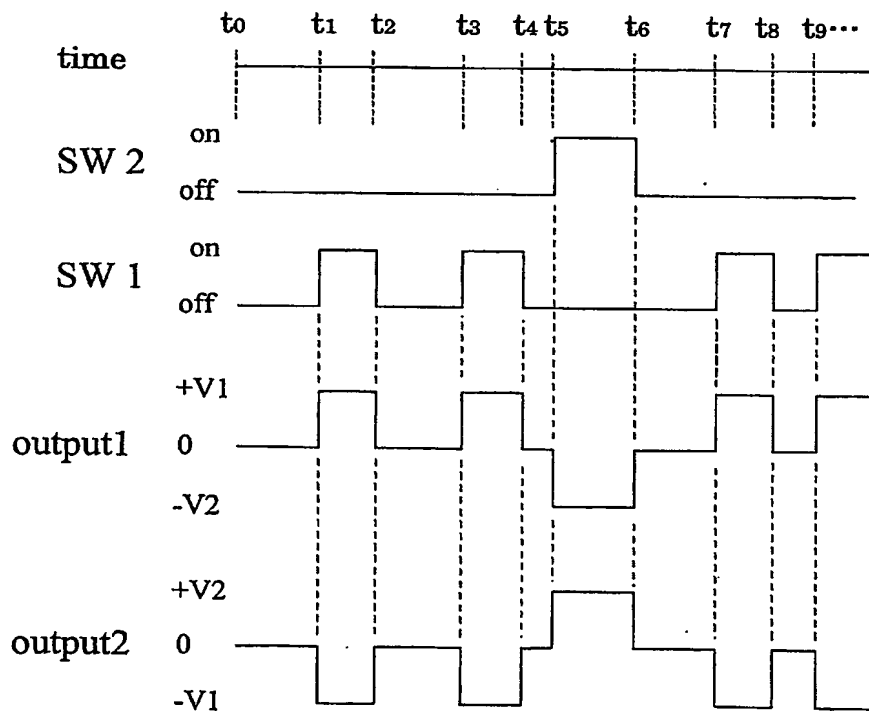 t0 t1 t2 t3 t4 t5 t6 t7 t8 t9...
time
on
SW 2
off
on
SW 1
off
+V1
output1 0
-V2
+V2
output2 0
-V1